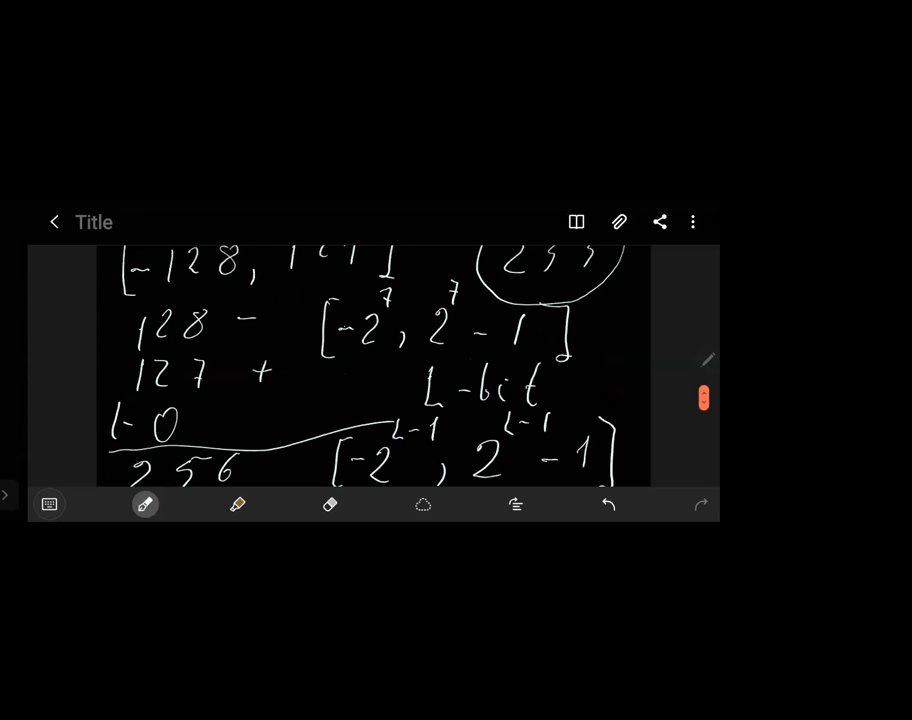 Title
[-128, 127] 255
128 - [-2^7, 2^7 - 1]
127 + L-bit
1-0
256 [-2^L-1, 2^L-1 - 1]